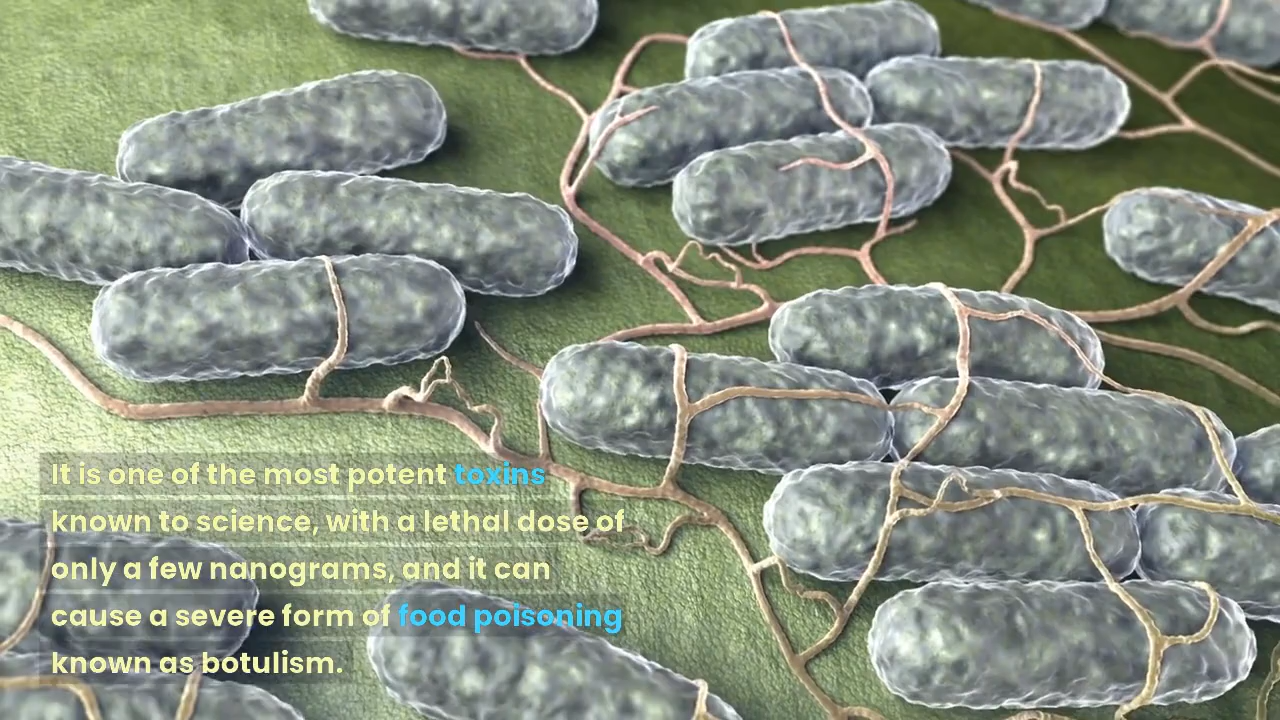 It is one of the most potent toxins
known to science, with a lethal dose of
only a few nanograms, and it can
cause a severe form of food poisoning
known as botulism.